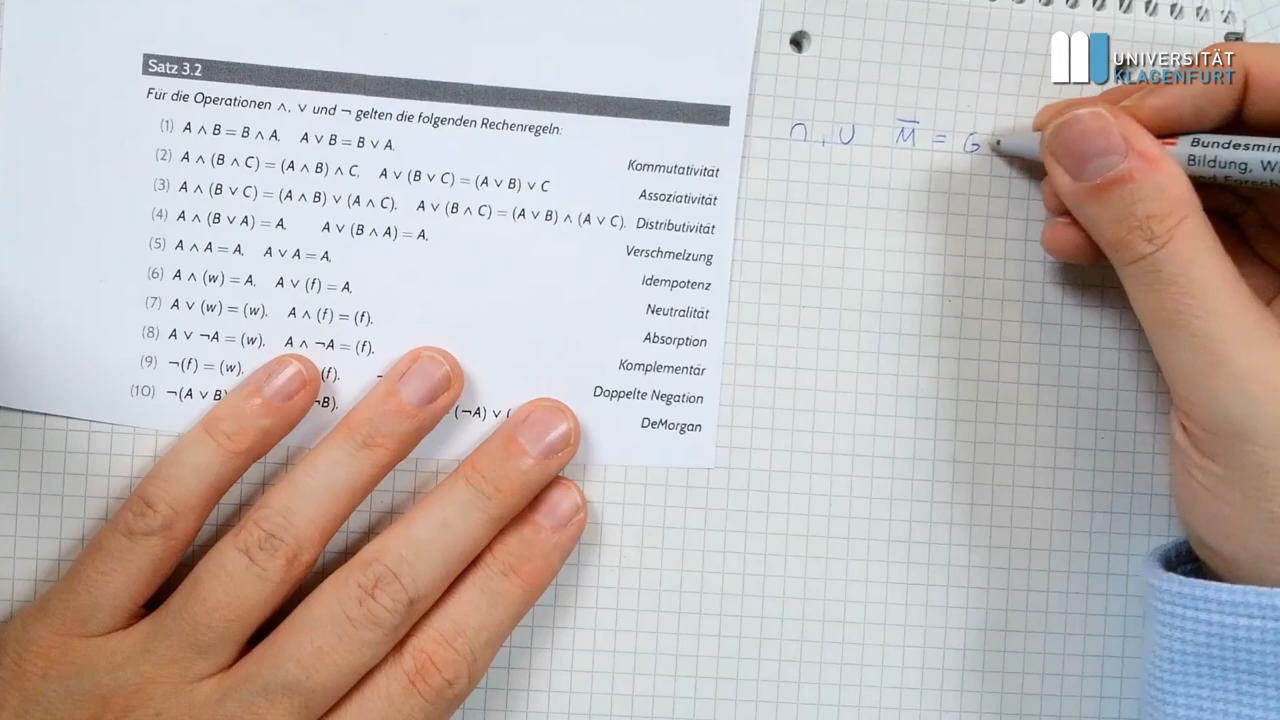 Satz 3.2
Für die Operationen ∧, ∨ und ¬ gelten die folgenden Rechenregeln:
(1) A ∧ B = B ∧ A, A ∨ B = B ∨ A. Kommutativität
(2) A ∧ (B ∧ C) = (A ∧ B) ∧ C, A ∨ (B ∨ C) = (A ∨ B) ∨ C Assoziativität
(3) A ∧ (B ∨ C) = (A ∧ B) ∨ (A ∧ C), A ∨ (B ∧ C) = (A ∨ B) ∧ (A ∨ C). Distributivität
(4) A ∧ (B ∨ A) = A, A ∨ (B ∧ A) = A. Verschmelzung
(5) A ∧ A = A, A ∨ A = A. Idempotenz
(6) A ∧ (w) = A, A ∨ (f) = A. Neutralität
(7) A ∨ (w) = (w), A ∧ (f) = (f). Absorption
(8) A ∨ ¬A = (w), A ∧ ¬A = (f). Komplementär
(9) ¬(f) = (w), (f). Doppelte Negation
(10) ¬(A ∨ B) ¬B), (¬A) ∨ ( DeMorgan
∩, ∪ M̅ = G
UNIVERSITÄT
KLAGENFURT
Bildung,